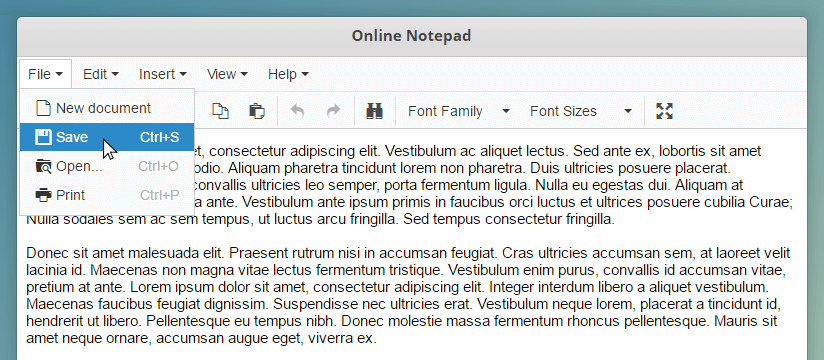 Online Notepad
File Edit Insert View Help
New document
Save Ctrl+S
Open... Ctrl+O
Print Ctrl+P
Font Family Font Sizes
et, consectetur adipiscing elit. Vestibulum ac aliquet lectus. Sed ante ex, lobortis sit amet
odio. Aliquam pharetra tincidunt lorem non pharetra. Duis ultricies posuere placerat.
convallis ultricies leo semper, porta fermentum ligula. Nulla eu egestas dui. Aliquam at
a ante. Vestibulum ante ipsum primis in faucibus orci luctus et ultrices posuere cubilia Curae;
Nulla sodales sem ac sem tempus, ut luctus arcu fringilla. Sed tempus consectetur fringilla.
Donec sit amet malesuada elit. Praesent rutrum nisi in accumsan feugiat. Cras ultricies accumsan sem, at laoreet velit
lacinia id. Maecenas non magna vitae lectus fermentum tristique. Vestibulum enim purus, convallis id accumsan vitae,
pretium at ante. Lorem ipsum dolor sit amet, consectetur adipiscing elit. Integer interdum libero a aliquet vestibulum.
Maecenas faucibus feugiat dignissim. Suspendisse nec ultricies erat. Vestibulum neque lorem, placerat a tincidunt id,
hendrerit ut libero. Pellentesque eu tempus nibh. Donec molestie massa fermentum rhoncus pellentesque. Mauris sit
amet neque ornare, accumsan augue eget, viverra ex.